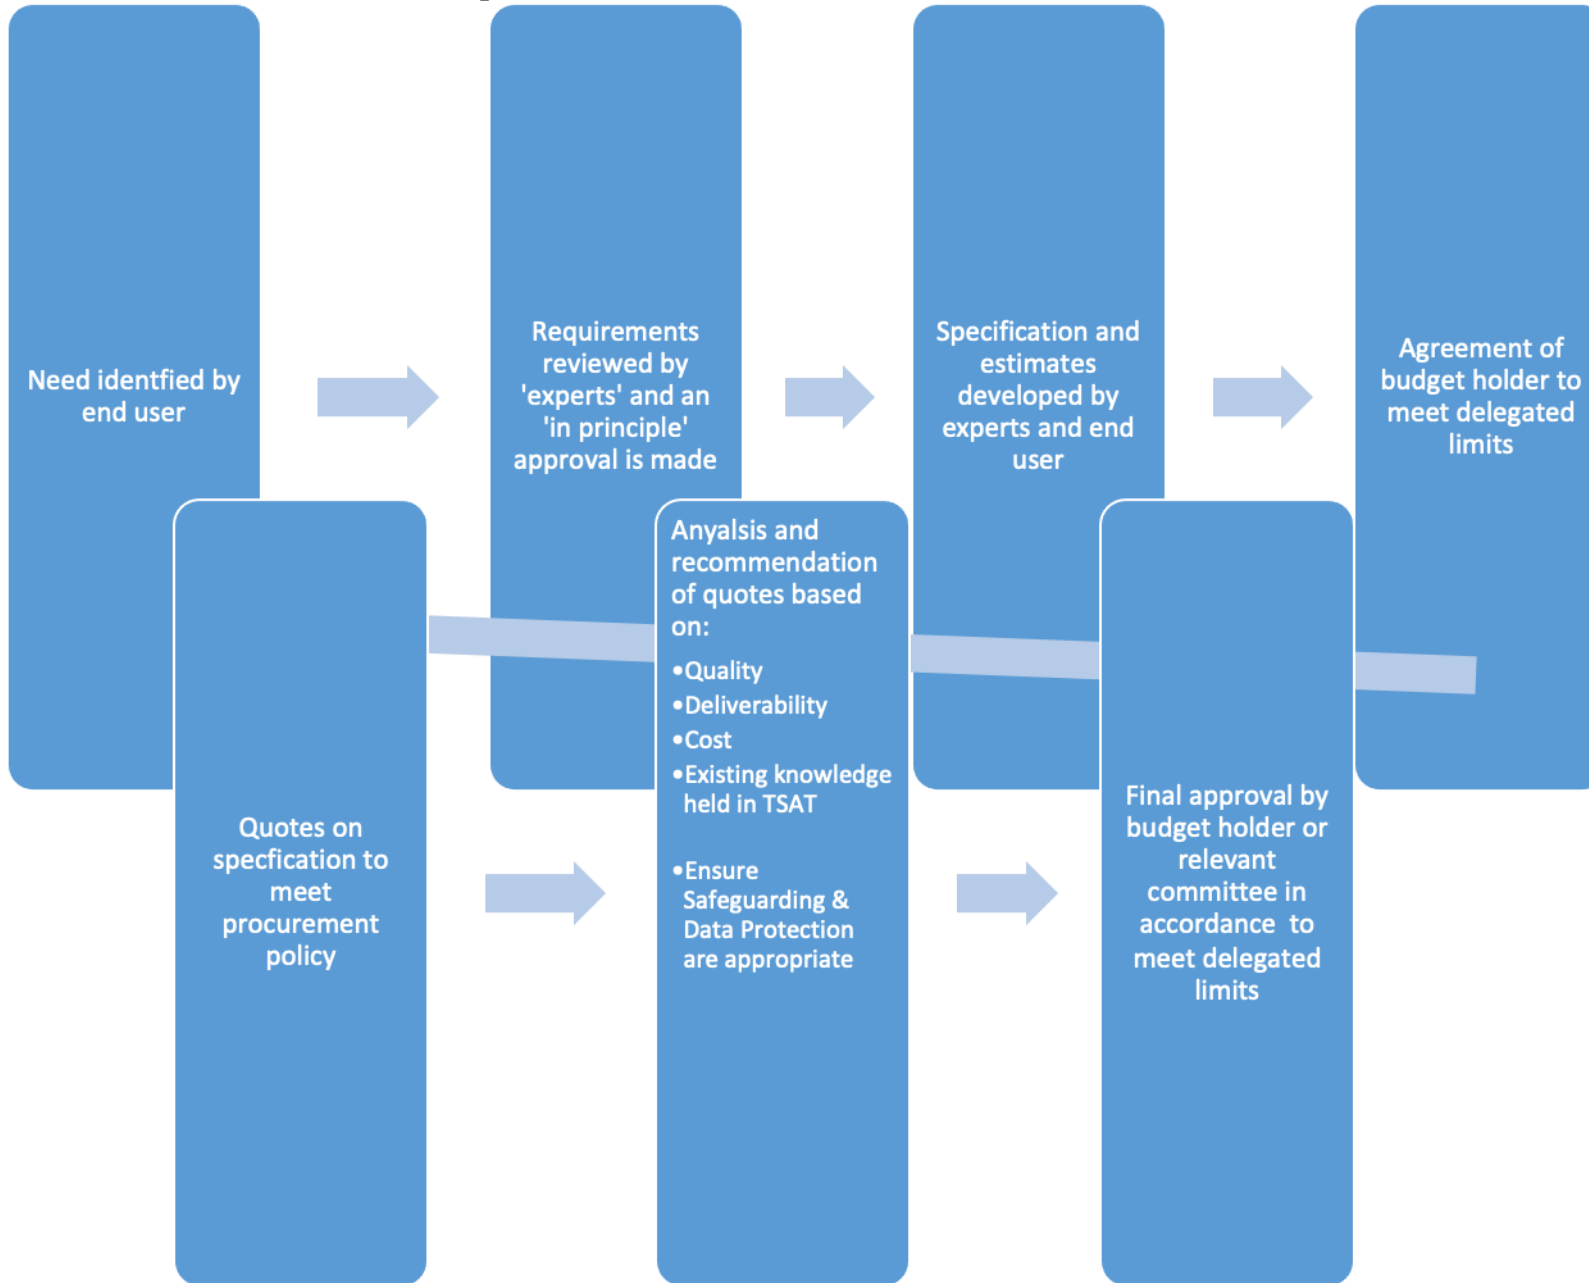 Need identfied by
end user
Requirements
reviewed by
'experts' and an
'in principle'
approval is made
Specification and
estimates
developed by
experts and end
user
Agreement of
budget holder to
meet delegated
limits
Quotes on
specfication to
meet
procurement
policy
Anyalsis and
recommendation
of quotes based
on:
•Quality
•Deliverability
•Cost
•Existing knowledge
held in TSAT
•Ensure
Safeguarding &
Data Protection
are appropriate
Final approval by
budget holder or
relevant
committee in
accordance  to
meet delegated
limits